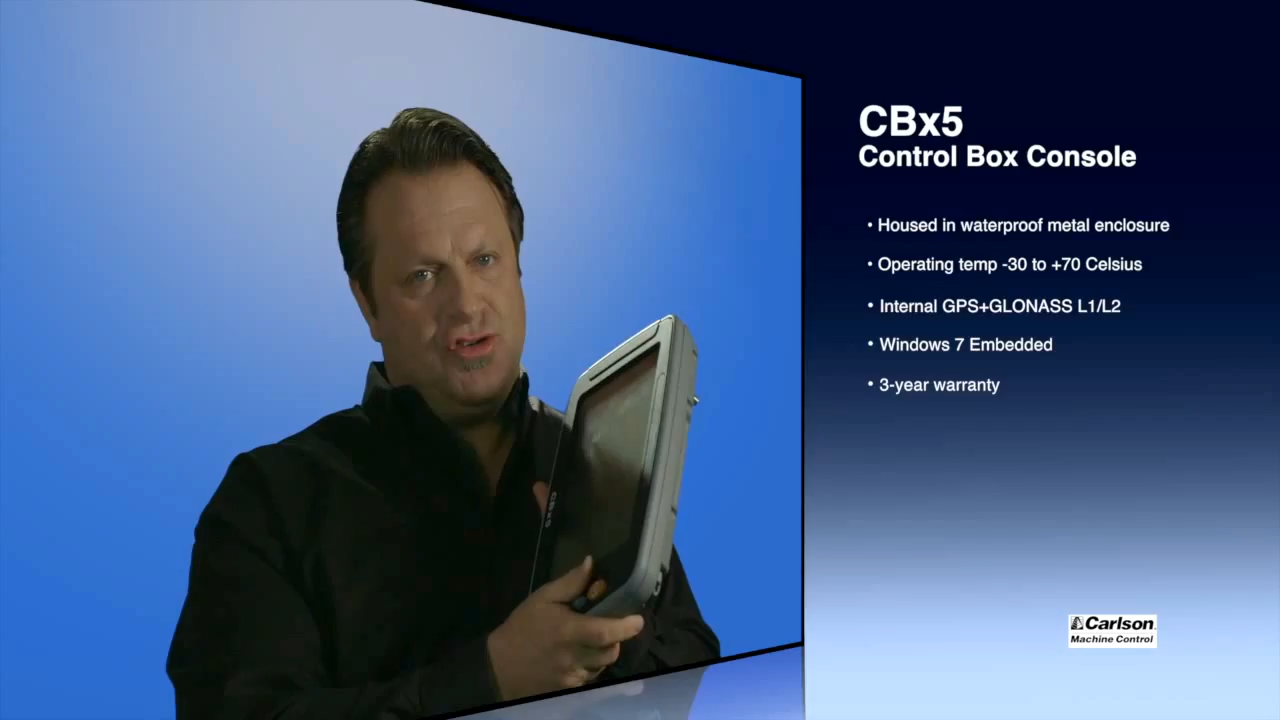 CBx5
Control Box Console
• Housed in waterproof metal enclosure
• Operating temp -30 to +70 Celsius
• Internal GPS+GLONASS L1/L2
• Windows 7 Embedded
• 3-year warranty
CBx5
Carlson
Machine Control